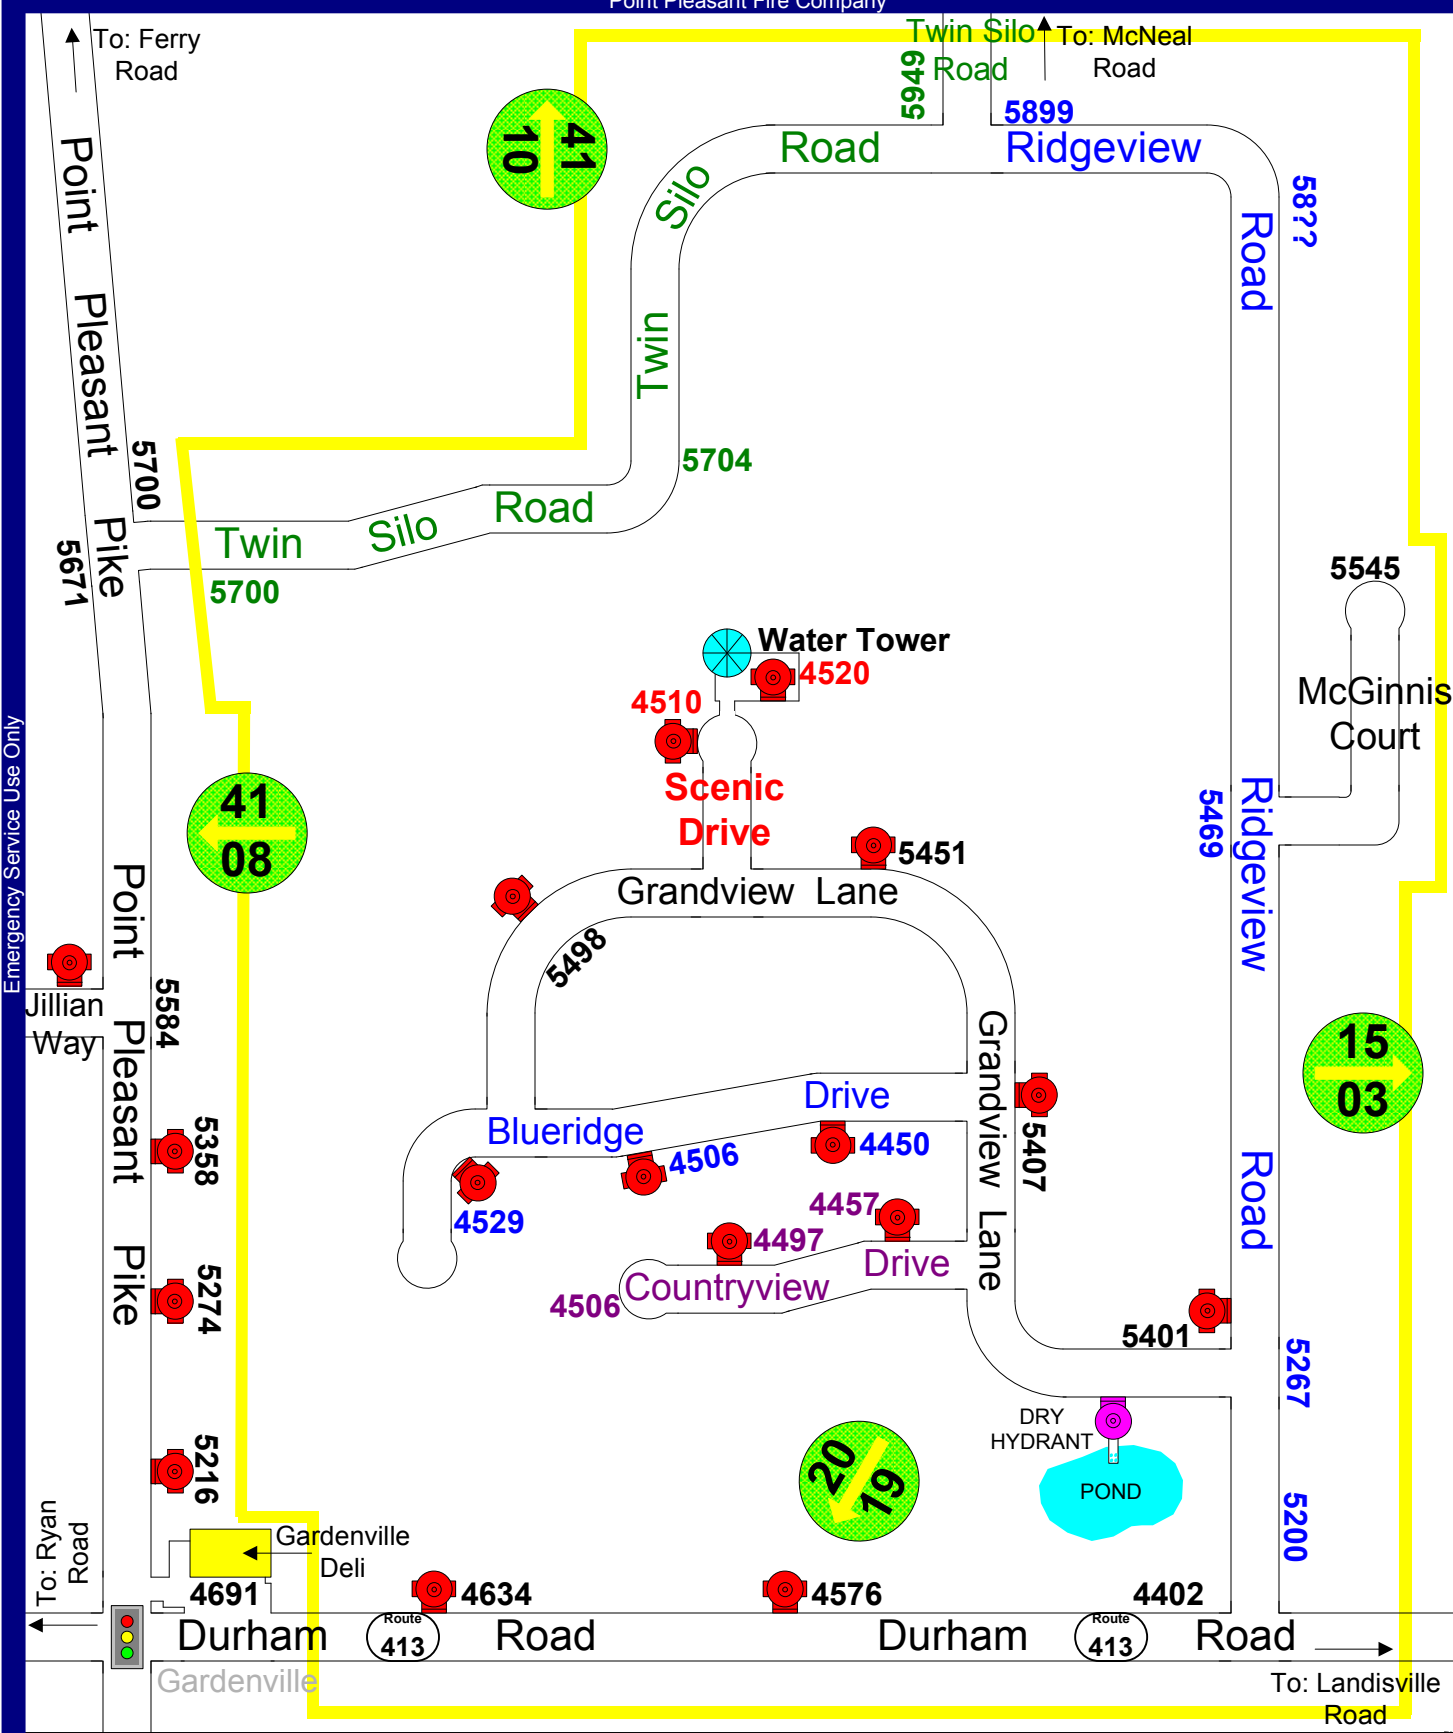 Point Pleasant Fire Company
To: Ferry
Road
Twin Silo
Road
To: McNeal
Road
5949
5899
41
10
Road
Ridgeview
58??
Road
Silo
Twin
Point
Pleasant
Pike
5700
5671
5704
Road
Silo
Twin
5700
5545
McGinnis
Court
Water Tower
4520
4510
Scenic
Drive
Emergency Service Use Only
41
08
5451
Grandview Lane
5498
5469
Ridgeview
Road
Point
Pleasant
Pike
Jillian
Way
5584
15
03
Grandview Lane
5407
Drive
Blueridge
4450
4506
4529
5358
4457
4497
Drive
Countryview
4506
5274
5401
5267
DRY
HYDRANT
POND
20
19
5216
5200
To: Ryan
Road
Gardenville
Deli
4691
4634
4576
4402
Durham
Route
413
Road
Durham
Route
413
Road
Gardenville
To: Landisville
Road